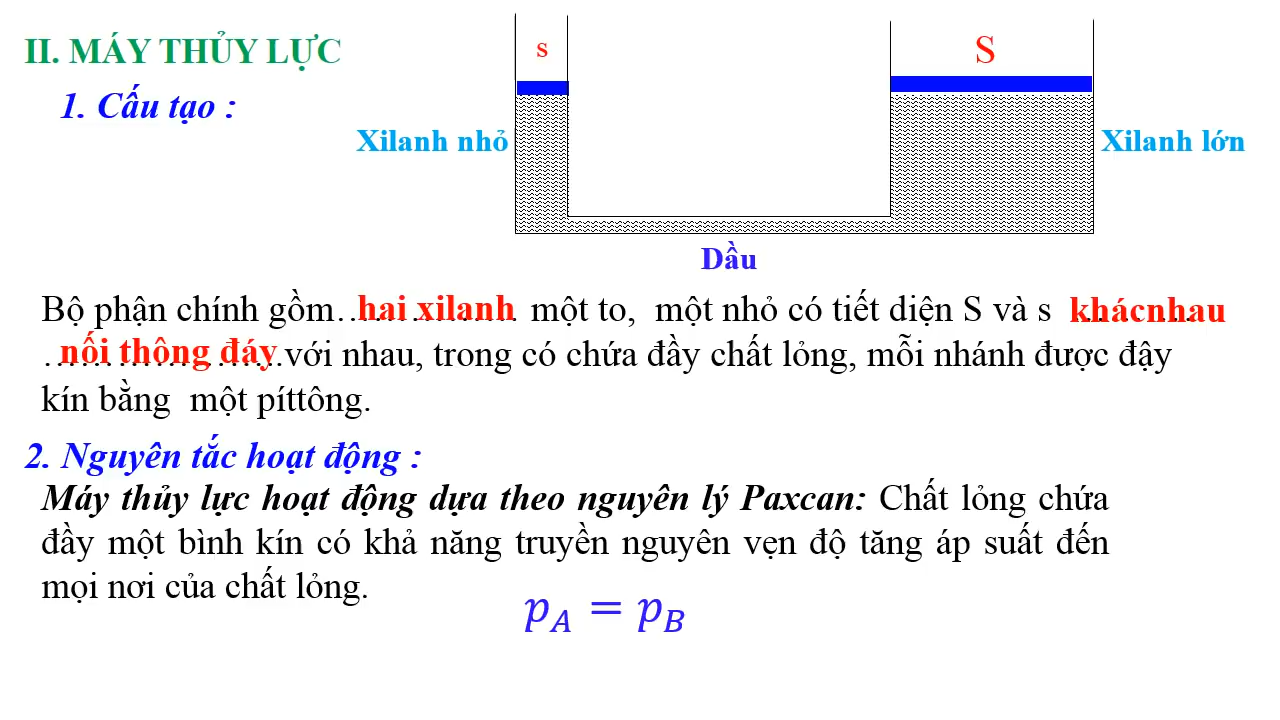 II. MÁY THỦY LỰC
s
S
1. Cấu tạo :
Xilanh nhỏ
Xilanh lớn
Dầu
Bộ phận chính gồm hai xilanh một to, một nhỏ có tiết diện S và s khácnhau
nối thông đáy với nhau, trong có chứa đầy chất lỏng, mỗi nhánh được đậy
kín bằng một píttông.
2. Nguyên tắc hoạt động :
Máy thủy lực hoạt động dựa theo nguyên lý Paxcan: Chất lỏng chứa
đầy một bình kín có khả năng truyền nguyên vẹn độ tăng áp suất đến
mọi nơi của chất lỏng.
p_A = p_B